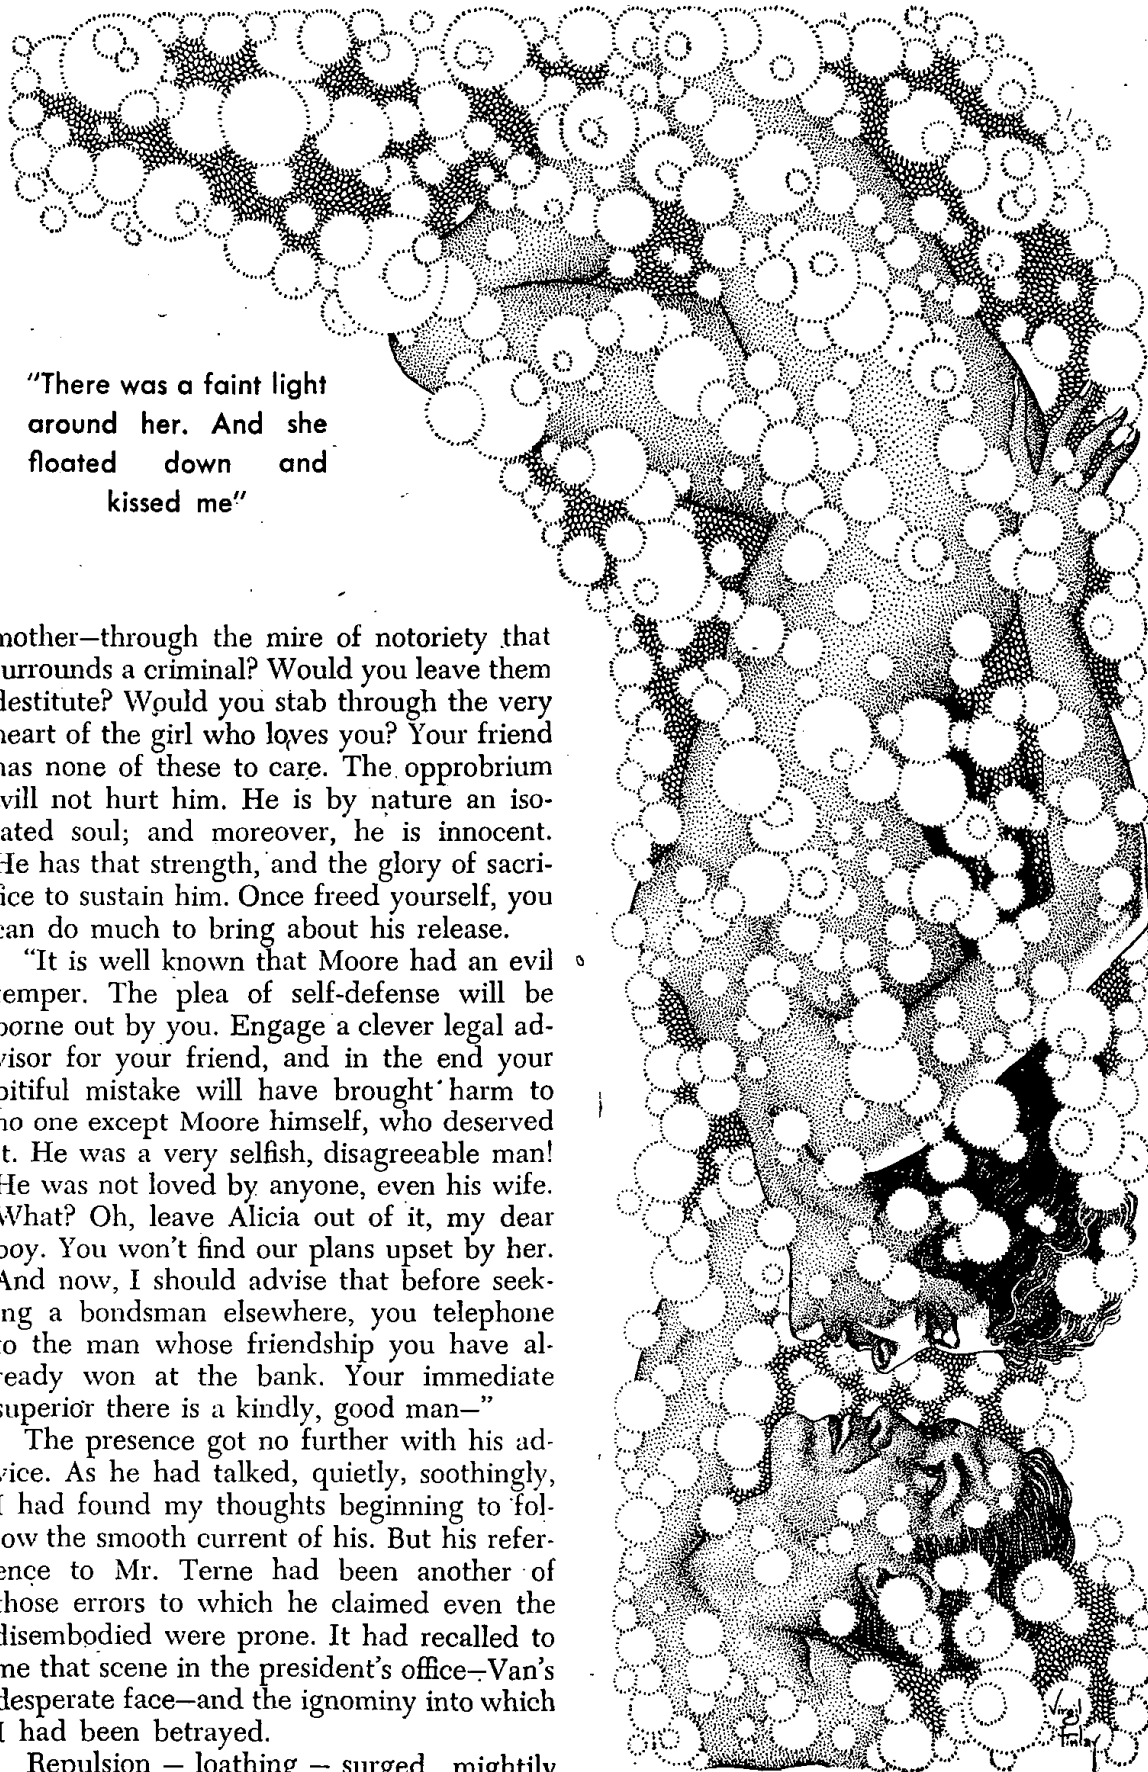 "There was a faint light
around her. And she
floated down and
kissed me"
mother—through the mire of notoriety that
surrounds a criminal? Would you leave them
destitute? Would you stab through the very
heart of the girl who loves you? Your friend
has none of these to care. The opprobrium
will not hurt him. He is by nature an iso-
lated soul; and moreover, he is innocent.
He has that strength, and the glory of sacri-
fice to sustain him. Once freed yourself, you
can do much to bring about his release.
"It is well known that Moore had an evil
temper. The plea of self-defense will be
borne out by you. Engage a clever legal ad-
visor for your friend, and in the end your
pitiful mistake will have brought harm to
no one except Moore himself, who deserved
it. He was a very selfish, disagreeable man!
He was not loved by anyone, even his wife.
What? Oh, leave Alicia out of it, my dear
boy. You won't find our plans upset by her.
And now, I should advise that before seek-
ing a bondsman elsewhere, you telephone
to the man whose friendship you have al-
ready won at the bank. Your immediate
superior there is a kindly, good man—"
The presence got no further with his ad-
vice. As he had talked, quietly, soothingly,
I had found my thoughts beginning to fol-
low the smooth current of his. But his refer-
ence to Mr. Terne had been another of
those errors to which he claimed even the
disembodied were prone. It had recalled to
me that scene in the president's office—Van's
desperate face—and the ignominy into which
I had been betrayed.
Repulsion — loathing — surged mightily
Virgil
Finlay